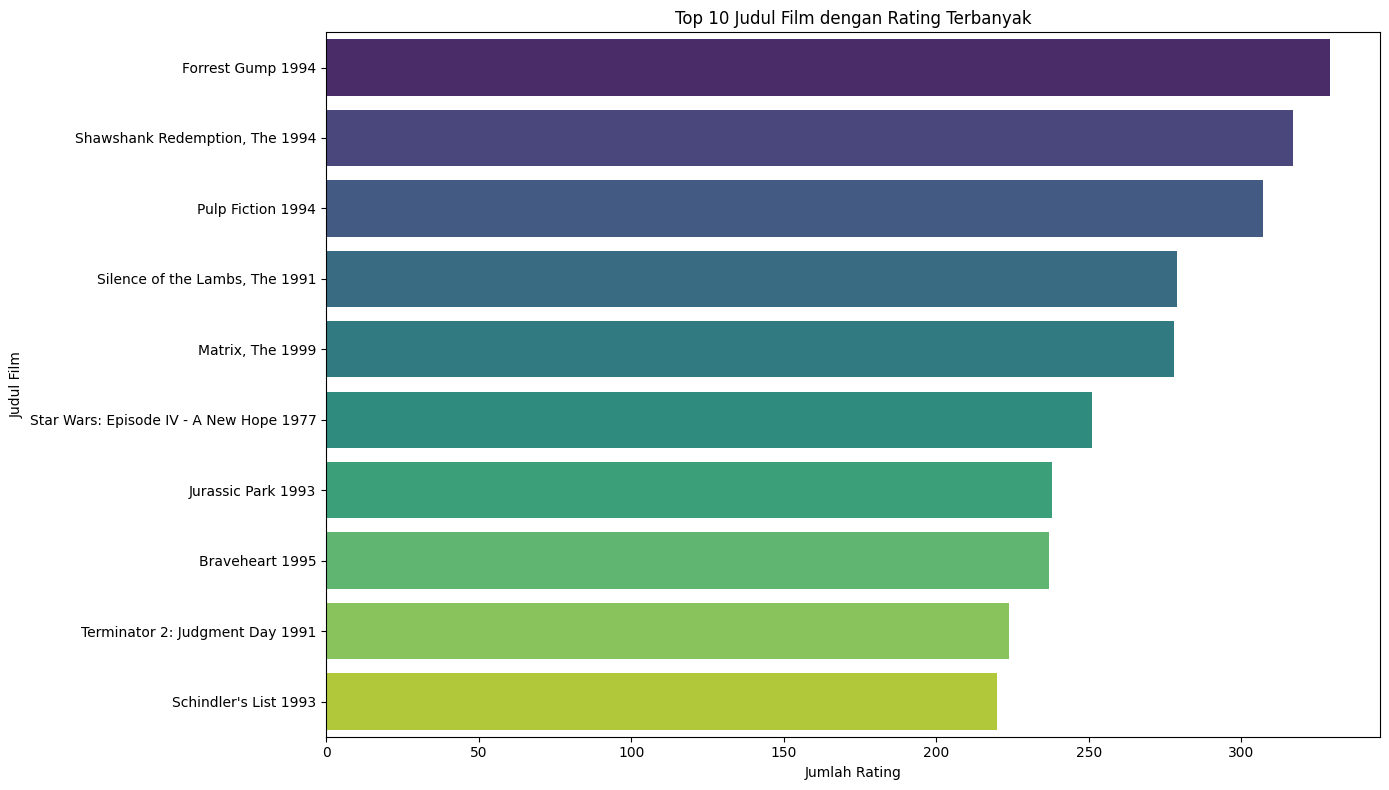 Top 10 Judul Film dengan Rating Terbanyak
Judul Film
Forrest Gump 1994
Shawshank Redemption, The 1994
Pulp Fiction 1994
Silence of the Lambs, The 1991
Matrix, The 1999
Star Wars: Episode IV - A New Hope 1977
Jurassic Park 1993
Braveheart 1995
Terminator 2: Judgment Day 1991
Schindler's List 1993
0 50 100 150 200 250 300
Jumlah Rating